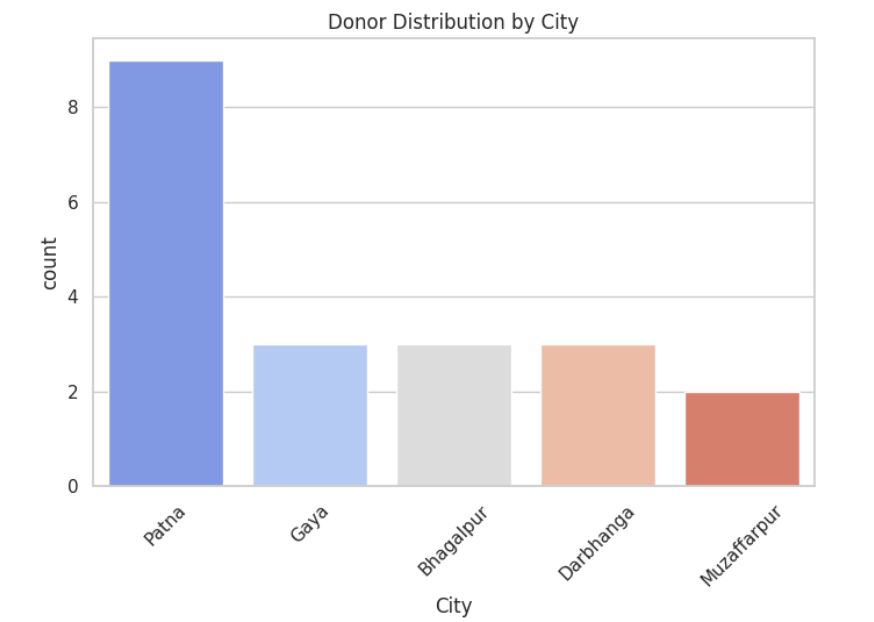 Donor Distribution by City
count
8
6
4
2
0
Patna
Gaya
Bhagalpur
Darbhanga
Muzaffarpur
City